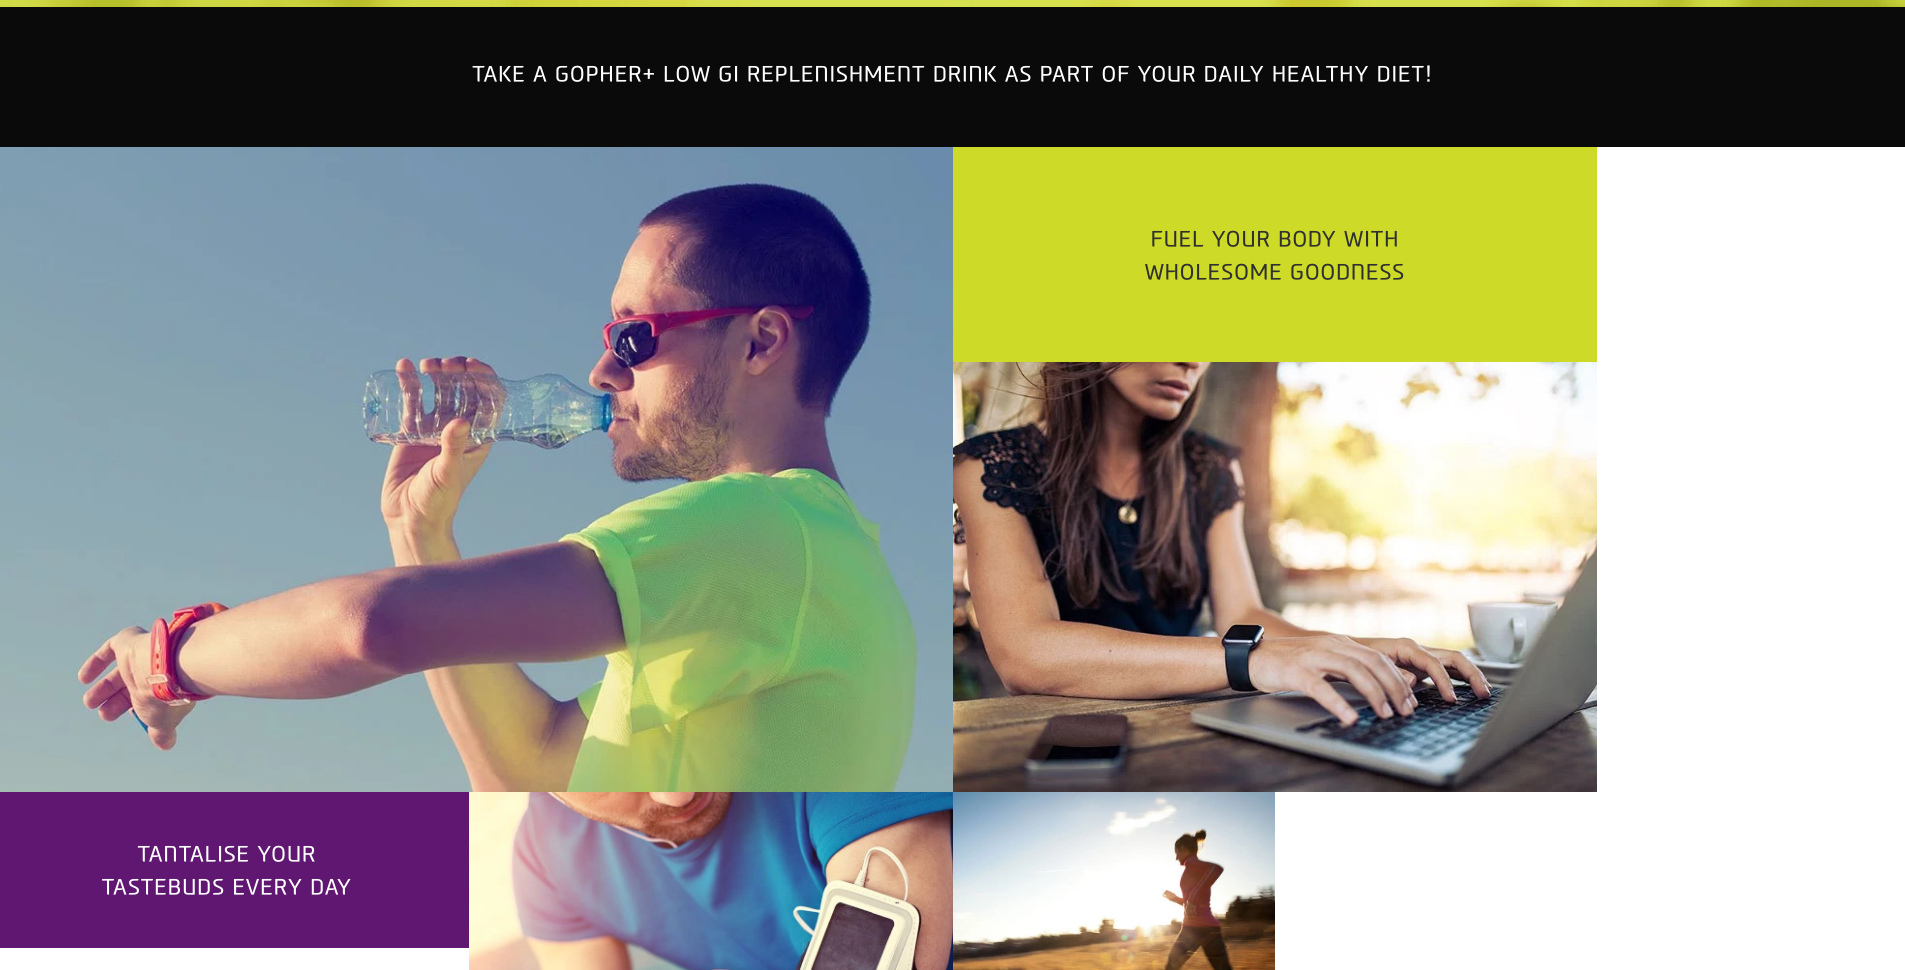 TAKE A GOPHER+ LOW GI REPLENISHMENT DRINK AS PART OF YOUR DAILY HEALTHY DIET!
FUEL YOUR BODY WITH
WHOLESOME GOODNESS
TANTALISE YOUR
TASTEBUDS EVERY DAY